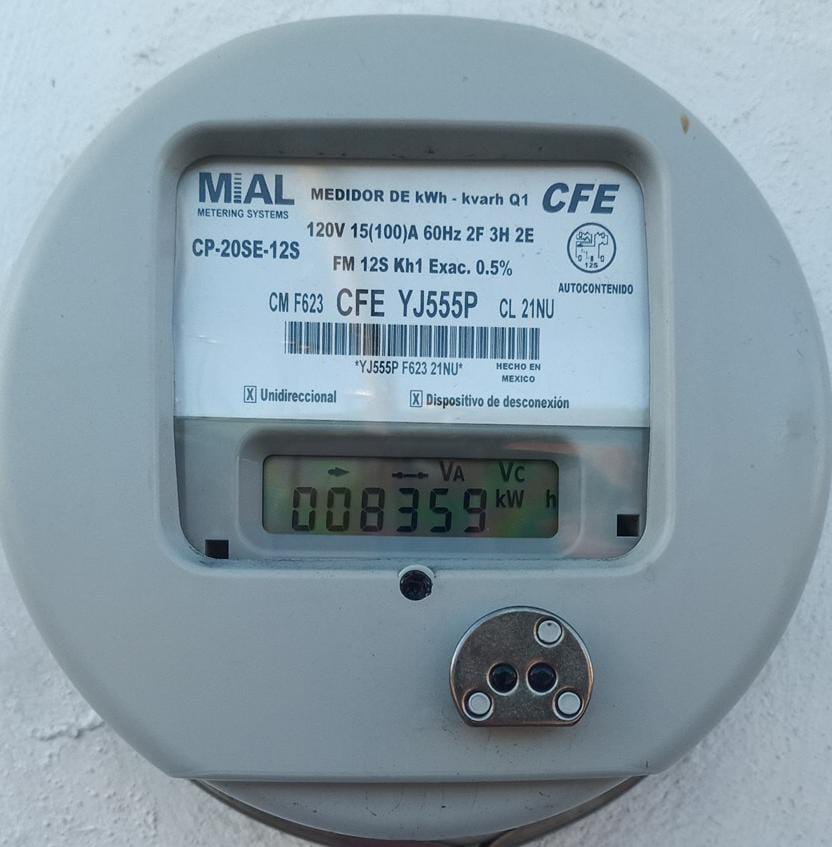 MIAL MEDIDOR DE kWh - kvarh Q1 CFE
METERING SYSTEMS
120V 15(100)A 60Hz 2F 3H 2E
CP-20SE-12S
FM 12S Kh1 Exac. 0.5%
12S
AUTOCONTENIDO
CM F623 CFE YJ555P CL 21NU
*YJ555P F623 21NU*
HECHO EN
MEXICO
X Unidireccional X Dispositivo de desconexión
VA VC
008359 kW h